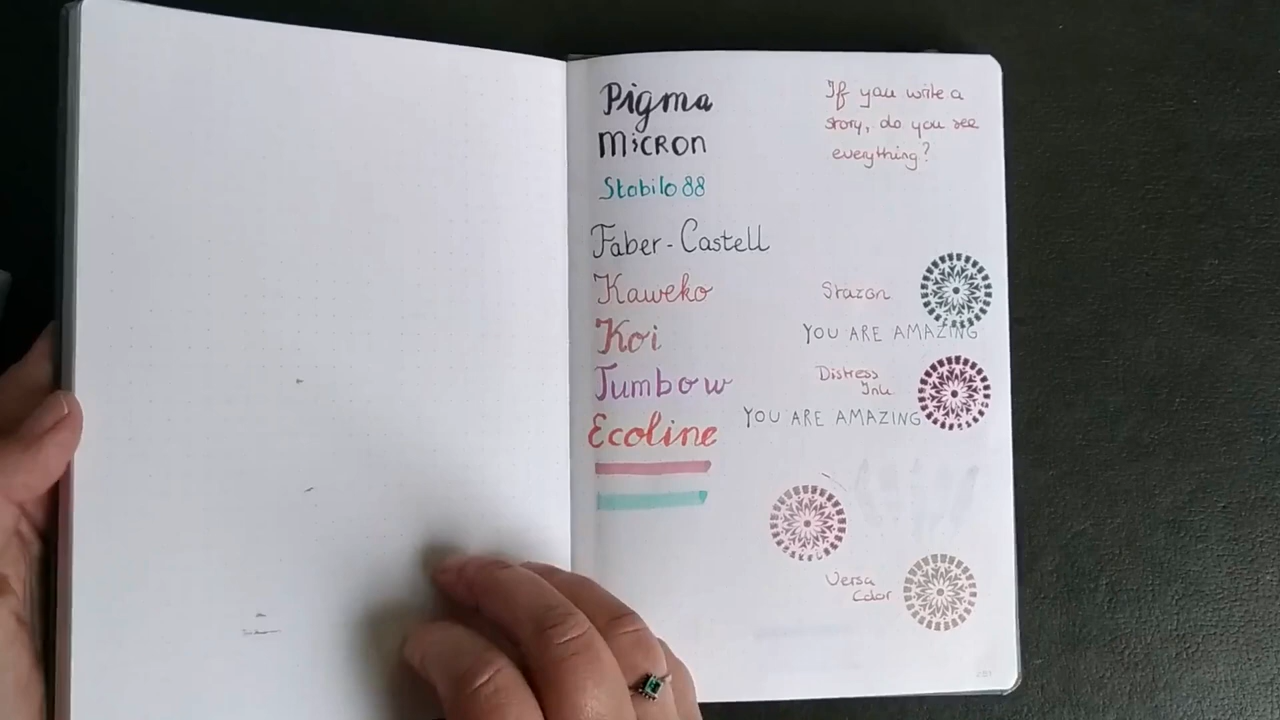 Pigma
MicRON
Stabilo 88
Faber-Castell
Kaweko
Koi
Tumbow
Ecoline
If you write a
story, do you see
everything?
Stazon
YOU ARE AMAZING
Distress
Ink
YOU ARE AMAZING
Versa
Color